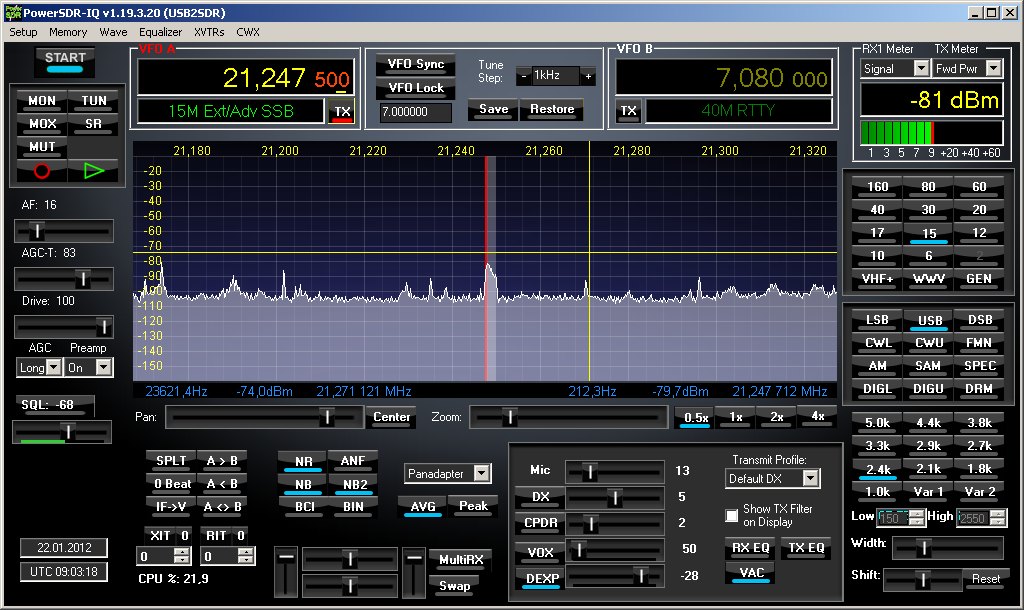 PowerSDR-IQ v1.19.3.20 (USB2SDR)
Setup Memory Wave Equalizer XVTRs CWX
START
MON TUN
MOX SR
MUT
AF: 16
AGC-T: 83
Drive: 100
AGC Preamp
Long On
SQL: -68
VFO A
21,247 500
15M Ext/Adv SSB TX
VFO Sync
VFO Lock
7.000000
Tune
Step: - 1kHz +
Save Restore
VFO B
7,080 000
TX 40M RTTY
RX1 Meter TX Meter
Signal Fwd Pwr
-81 dBm
1 3 5 7 9 +20 +40 +60
21,180 21,200 21,220 21,240 21,260 21,280 21,300 21,320
-20
-30
-40
-50
-60
-70
-80
-90
-100
-110
-120
-130
-140
-150
23621,4Hz -74,0dBm 21,271 121 MHz 212,3Hz -79,7dBm 21,247 712 MHz
Pan: Center Zoom: 0.5x 1x 2x 4x
160 80 60
40 30 20
17 15 12
10 6 2
VHF+ WWV GEN
LSB USB DSB
CWL CWU FMN
AM SAM SPEC
DIGL DIGU DRM
5.0k 4.4k 3.8k
3.3k 2.9k 2.7k
2.4k 2.1k 1.8k
1.0k Var 1 Var 2
Low 150 High 2550
Width:
Shift: Reset
SPLT A > B
0 Beat A < B
IF->V A <> B
XIT 0 RIT 0
0 0
CPU %: 21,9
22.01.2012
UTC 09:03:18
NR ANF
NB NB2
BCI BIN
Panadapter
AVG Peak
MultiRX
Swap
Mic 13
DX 5
CPDR 2
VOX 50
DEXP -28
Transmit Profile:
Default DX
Show TX Filter
on Display
RX EQ TX EQ
VAC